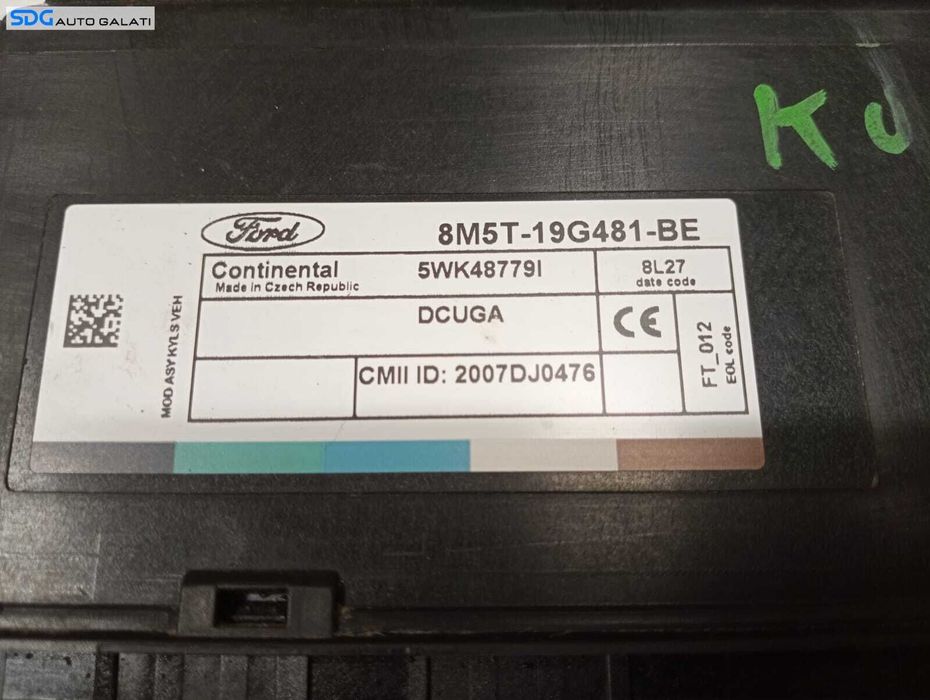 SDG AUTO GALATI
KU
Ford
8M5T-19G481-BE
Continental 5WK48779I 8L27
Made in Czech Republic date code
DCUGA
CE
MOD ASY KYLS VEH
FT_012
EOL code
CMII ID: 2007DJ0476